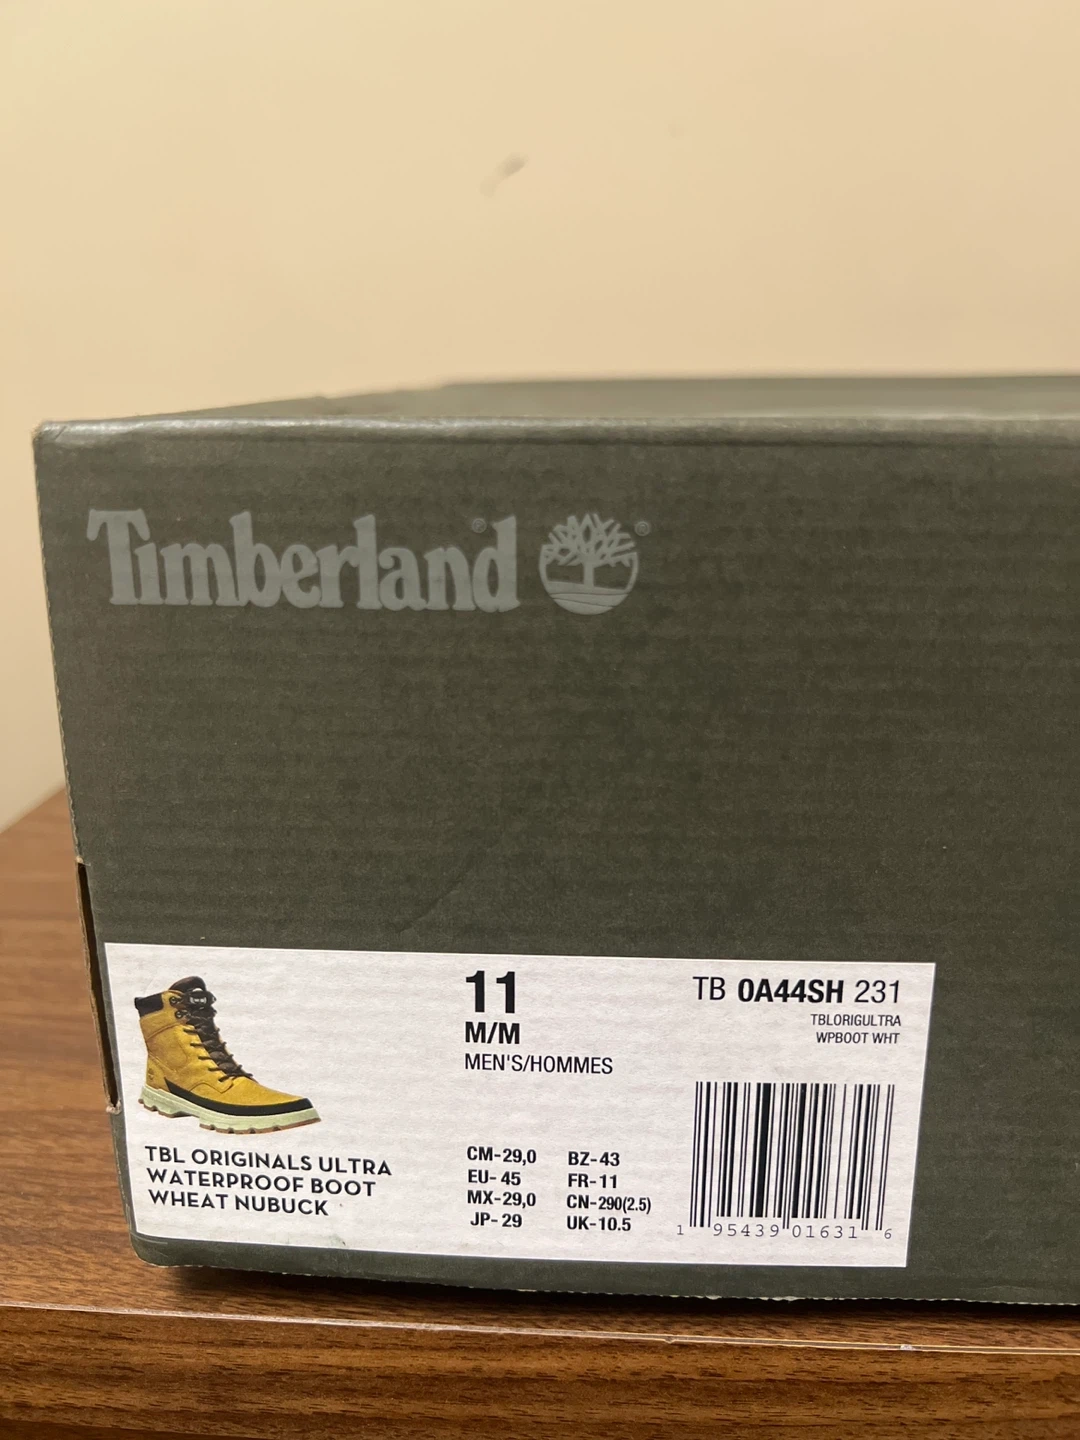 Timberland®
®
11
M/M
MEN'S/HOMMES
TB 0A44SH 231
TBLORIGULTRA
WPBOOT WHT
TBL ORIGINALS ULTRA
WATERPROOF BOOT
WHEAT NUBUCK
CM-29,0 BZ-43
EU-45 FR-11
MX-29,0 CN-290(2.5)
JP-29 UK-10.5
1 95439 01631 6